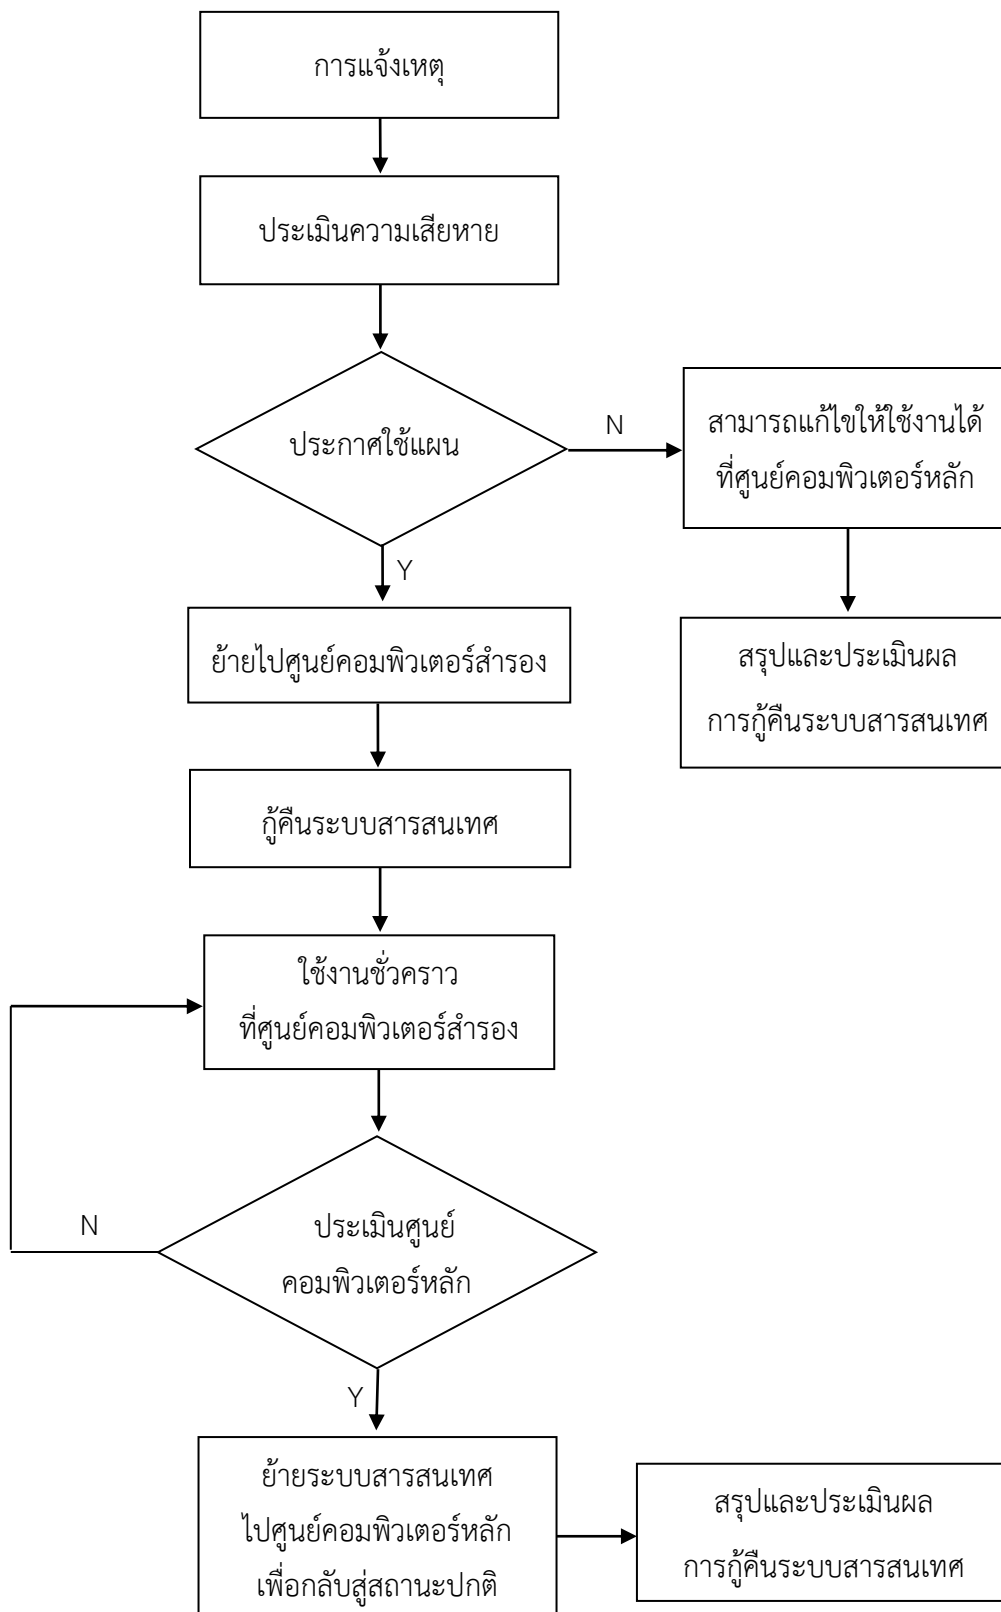 การแจ้งเหตุ
ประเมินความเสียหาย
ประกาศใช้แผน
N
สามารถแก้ไขให้ใช้งานได้
ที่ศูนย์คอมพิวเตอร์หลัก
Y
ย้ายไปศูนย์คอมพิวเตอร์สำรอง
สรุปและประเมินผล
การกู้คืนระบบสารสนเทศ
กู้คืนระบบสารสนเทศ
ใช้งานชั่วคราว
ที่ศูนย์คอมพิวเตอร์สำรอง
N
ประเมินศูนย์
คอมพิวเตอร์หลัก
Y
ย้ายระบบสารสนเทศ
ไปศูนย์คอมพิวเตอร์หลัก
เพื่อกลับสู่สถานะปกติ
สรุปและประเมินผล
การกู้คืนระบบสารสนเทศ